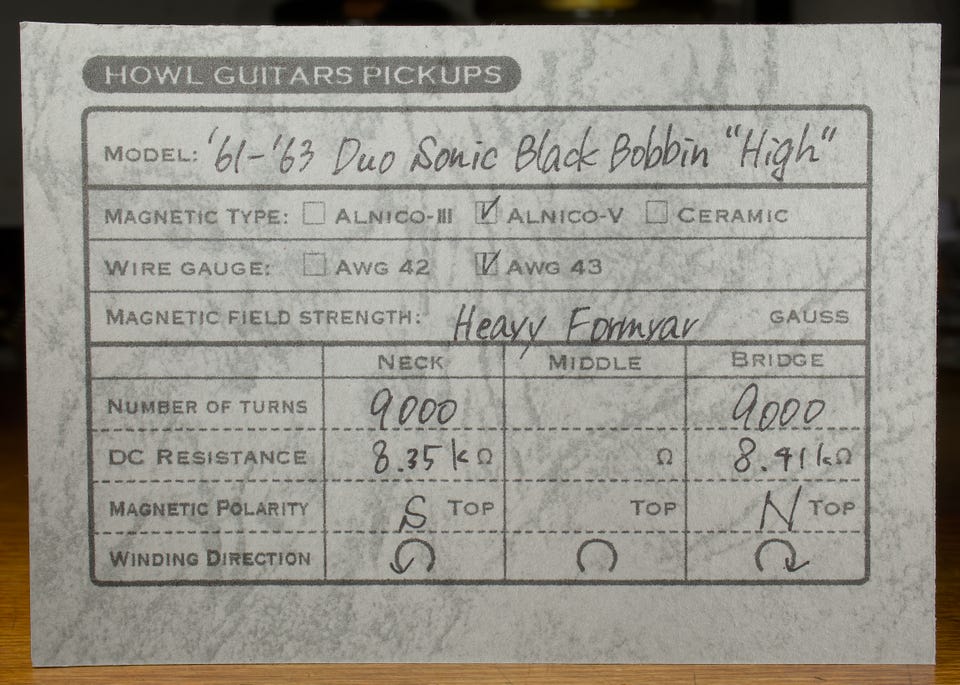 HOWL GUITARS PICKUPS
MODEL: '61-'63 Duo Sonic Black Bobbin "High"
MAGNETIC TYPE: ☐ ALNICO-III ☑ ALNICO-V ☐ CERAMIC
WIRE GAUGE: ☐ AWG 42 ☑ AWG 43
MAGNETIC FIELD STRENGTH: Heavy Formvar GAUSS
NECK MIDDLE BRIDGE
NUMBER OF TURNS 9000 9000
DC RESISTANCE 8.35 k Ω Ω 8.41 k Ω
MAGNETIC POLARITY S TOP TOP N TOP
WINDING DIRECTION